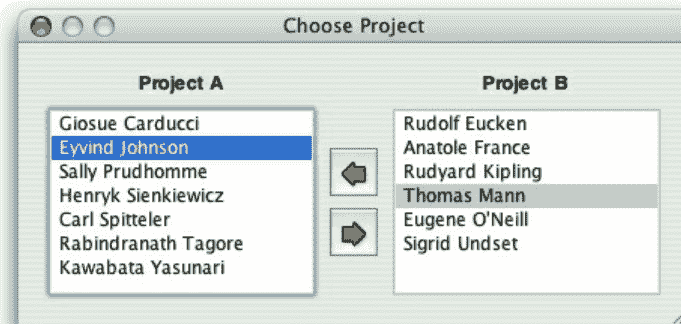 Choose Project
Project A
Giosue Carducci
Eyvind Johnson
Sally Prudhomme
Henryk Sienkiewicz
Carl Spitteler
Rabindranath Tagore
Kawabata Yasunari
Project B
Rudolf Eucken
Anatole France
Rudyard Kipling
Thomas Mann
Eugene O'Neill
Sigrid Undset